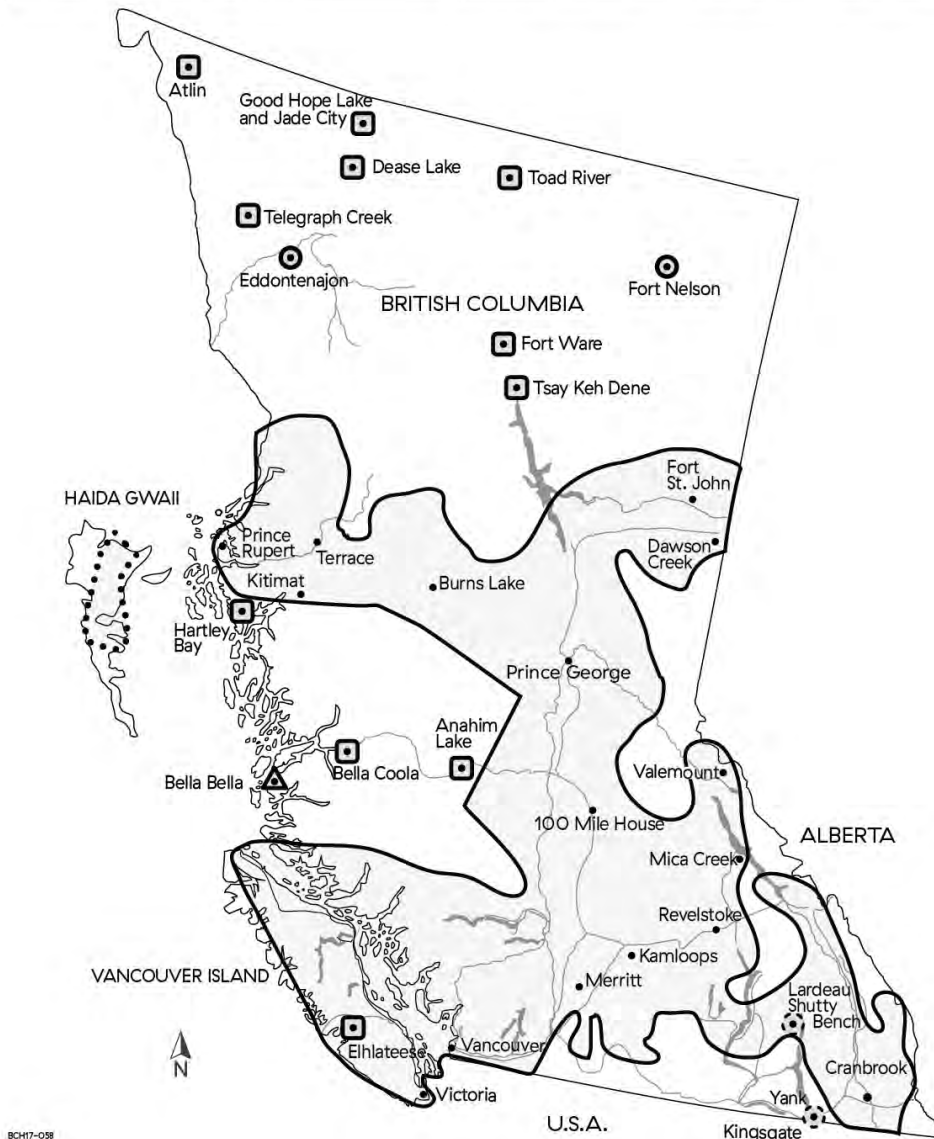 Atlin
Good Hope Lake
and Jade City
Dease Lake
Toad River
Telegraph Creek
Eddontenajon
Fort Nelson
BRITISH COLUMBIA
Fort Ware
Tsay Keh Dene
Fort
St. John
HAIDA GWAII
Prince
Rupert
Terrace
Dawson
Creek
Kitimat
Burns Lake
Hartley
Bay
Prince George
Anahim
Lake
Bella Bella
Bella Coola
Valemount
100 Mile House
ALBERTA
Mica Creek
Revelstoke
Kamloops
VANCOUVER ISLAND
Merritt
Lardeau
Shutty
Bench
Elhlateese
Vancouver
Cranbrook
N
Victoria
Yank
U.S.A.
Kingsgate
BCH17-038